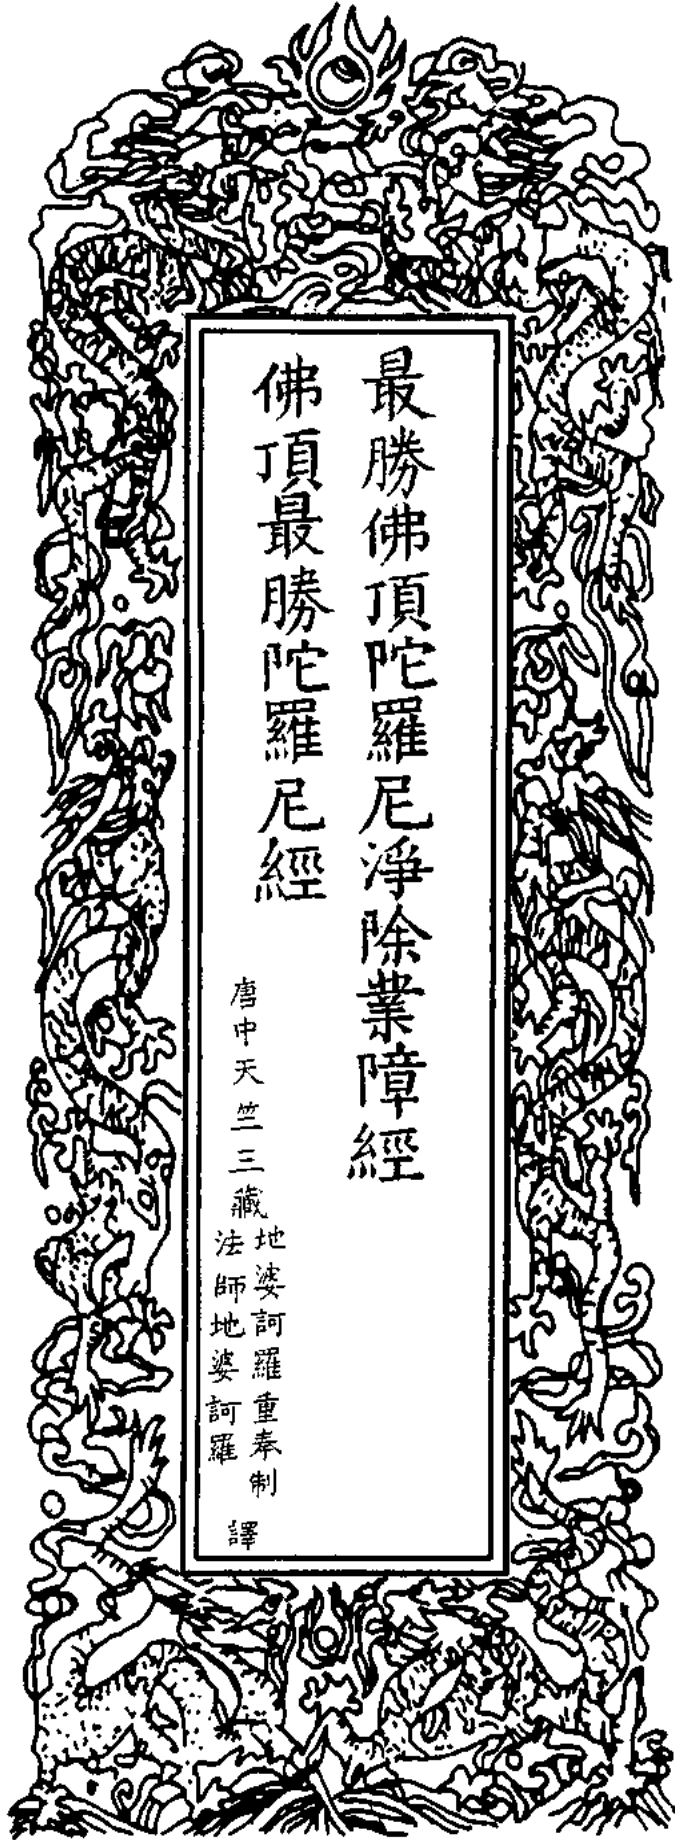 最勝佛頂陀羅尼淨除業障經
佛頂最勝陀羅尼經
唐中天竺三藏
地婆訶羅重奉制
法師地婆訶羅
譯